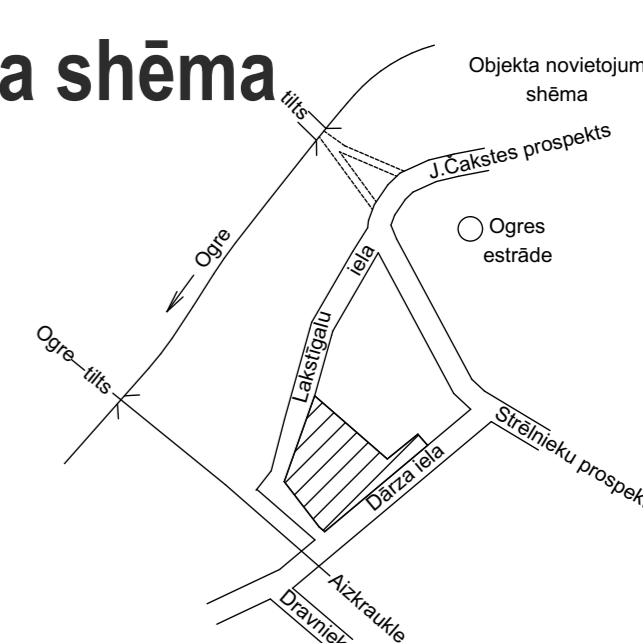 a shēma
Objekta novietojum
shēma
tilts
J.Čakstes prospekts
Ogres
estrāde
Ogre
iela
Lakstīgalu
Ogre tilts
Strēlnieku prospek
Dārza iela
Aizkraukle
Dravniek